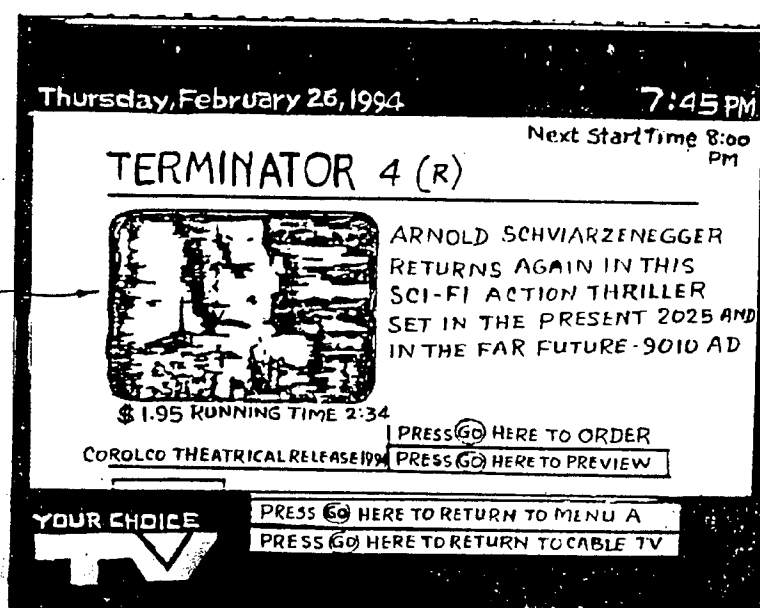 Thursday, February 26, 1994
7:45 PM
Next Start Time 8:00
PM
TERMINATOR 4 (R)
ARNOLD SCHVIARZENEGGER
RETURNS AGAIN IN THIS
SCI-FI ACTION THRILLER
SET IN THE PRESENT 2025 AND
IN THE FAR FUTURE-9010 AD
$1.95 RUNNING TIME 2:34
PRESS GO HERE TO ORDER
COROLCO THEATRICAL RELEASE 1994
PRESS GO HERE TO PREVIEW
YOUR CHOICE
TV
PRESS GO HERE TO RETURN TO MENU A
PRESS GO HERE TO RETURN TO CABLE TV